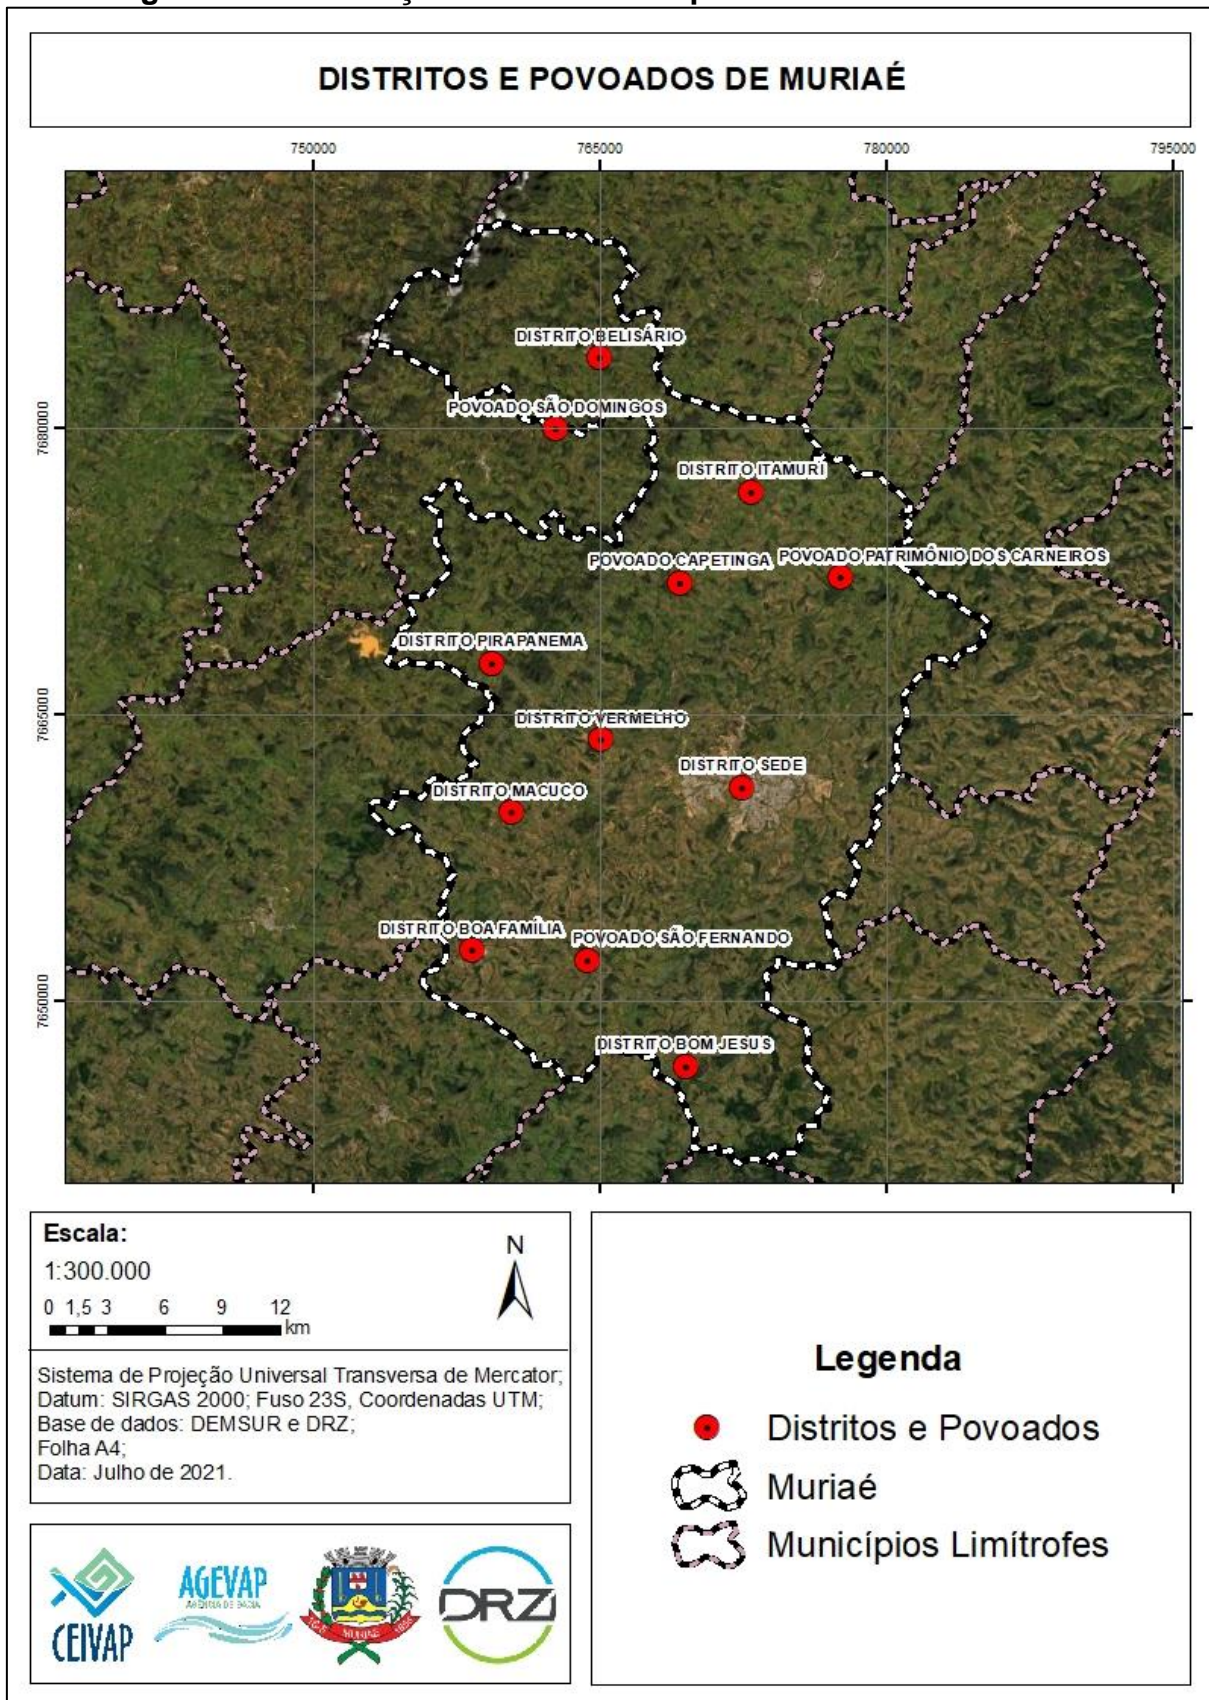 DISTRITOS E POVOADOS DE MURIAÉ
750000 765000 780000 795000
DISTRITO BELISÁRIO
POVOADO SÃO DOMINGOS
7680000
DISTRITO ITAMURI
POVOADO CAPETINGA
POVOADO PATRIMÔNIO DOS CARNEIROS
DISTRITO PIRAPANEMA
7665000
DISTRITO VERMELHO
DISTRITO SEDE
DISTRITO MACUCO
DISTRITO BOA FAMÍLIA
POVOADO SÃO FERNANDO
7650000
DISTRITO BOM JESUS
Escala:
1:300.000
N
0 1,5 3 6 9 12
km
Sistema de Projeção Universal Transversa de Mercator;
Datum: SIRGAS 2000; Fuso 23S, Coordenadas UTM;
Base de dados: DEMSUR e DRZ;
Folha A4;
Data: Julho de 2021.
Legenda
Distritos e Povoados
Muriaé
Municípios Limítrofes
CEIVAP
AGEVAP
AGÊNCIA DE BACIA
MURIAÉ
DRZ